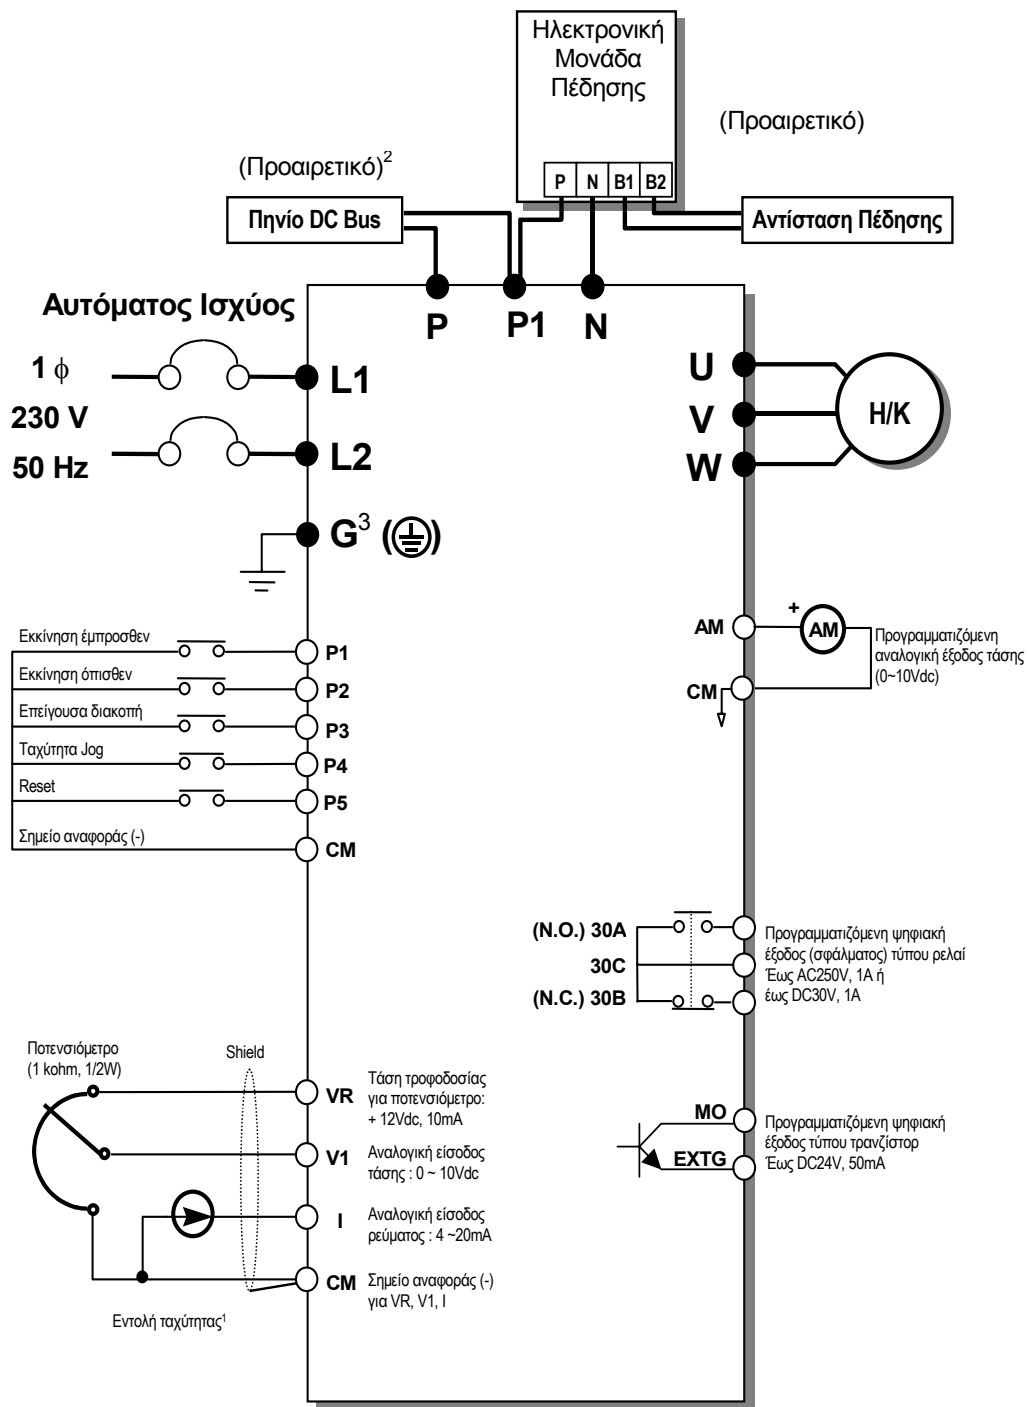 Ηλεκτρονική
Μονάδα
Πέδησης
(Προαιρετικό)
(Προαιρετικό)²
P N B1 B2
Πηνίο DC Bus
Αντίσταση Πέδησης
Αυτόματος Ισχύος
P P1 N
1 ϕ
230 V
50 Hz
L1
L2
G³ ( )
U
V
W
Η/Κ
Εκκίνηση έμπροσθεν
P1
Εκκίνηση όπισθεν
P2
Επείγουσα διακοπή
P3
Ταχύτητα Jog
P4
Reset
P5
Σημείο αναφοράς (-)
CM
AM
+
AM
CM
Προγραμματιζόμενη
αναλογική έξοδος τάσης
(0~10Vdc)
(N.O.) 30A
30C
(N.C.) 30B
Προγραμματιζόμενη ψηφιακή
έξοδος (σφάλματος) τύπου ρελαί
Έως AC250V, 1A ή
έως DC30V, 1A
Ποτενσιόμετρο
(1 kohm, 1/2W)
Shield
VR
Τάση τροφοδοσίας
για ποτενσιόμετρο:
+ 12Vdc, 10mA
V1
Αναλογική είσοδος
τάσης : 0 ~ 10Vdc
I
Αναλογική είσοδος
ρεύματος : 4 ~20mA
CM
Σημείο αναφοράς (-)
για VR, V1, I
Εντολή ταχύτητας¹
MO
EXTG
Προγραμματιζόμενη ψηφιακή
έξοδος τύπου τρανζίστορ
Έως DC24V, 50mA